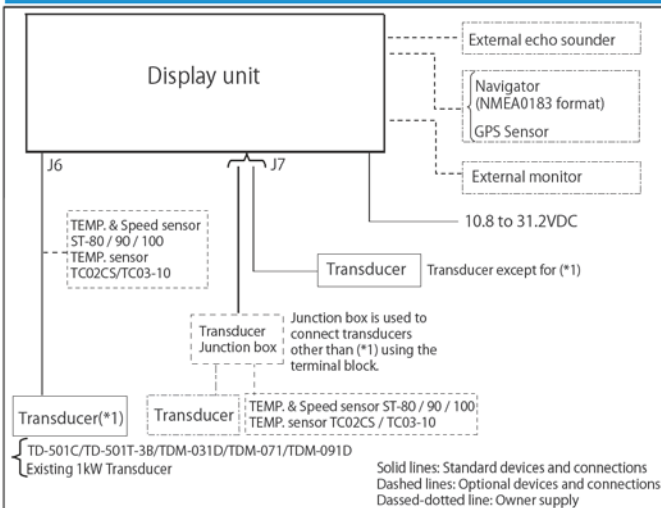 Display unit
External echo sounder
Navigator
(NMEA0183 format)
GPS Sensor
External monitor
J6
J7
10.8 to 31.2VDC
TEMP. & Speed sensor
ST-80 / 90 / 100
TEMP. sensor
TC02CS/TC03-10
Transducer
Transducer except for (*1)
Transducer
Junction box
Junction box is used to
connect transducers
other than (*1) using the
terminal block.
Transducer(*1)
Transducer
TEMP. & Speed sensor ST-80 / 90 / 100
TEMP. sensor TC02CS / TC03-10
TD-501C/TD-501T-3B/TDM-031D/TDM-071/TDM-091D
Existing 1kW Transducer
Solid lines: Standard devices and connections
Dashed lines: Optional devices and connections
Dassed-dotted line: Owner supply